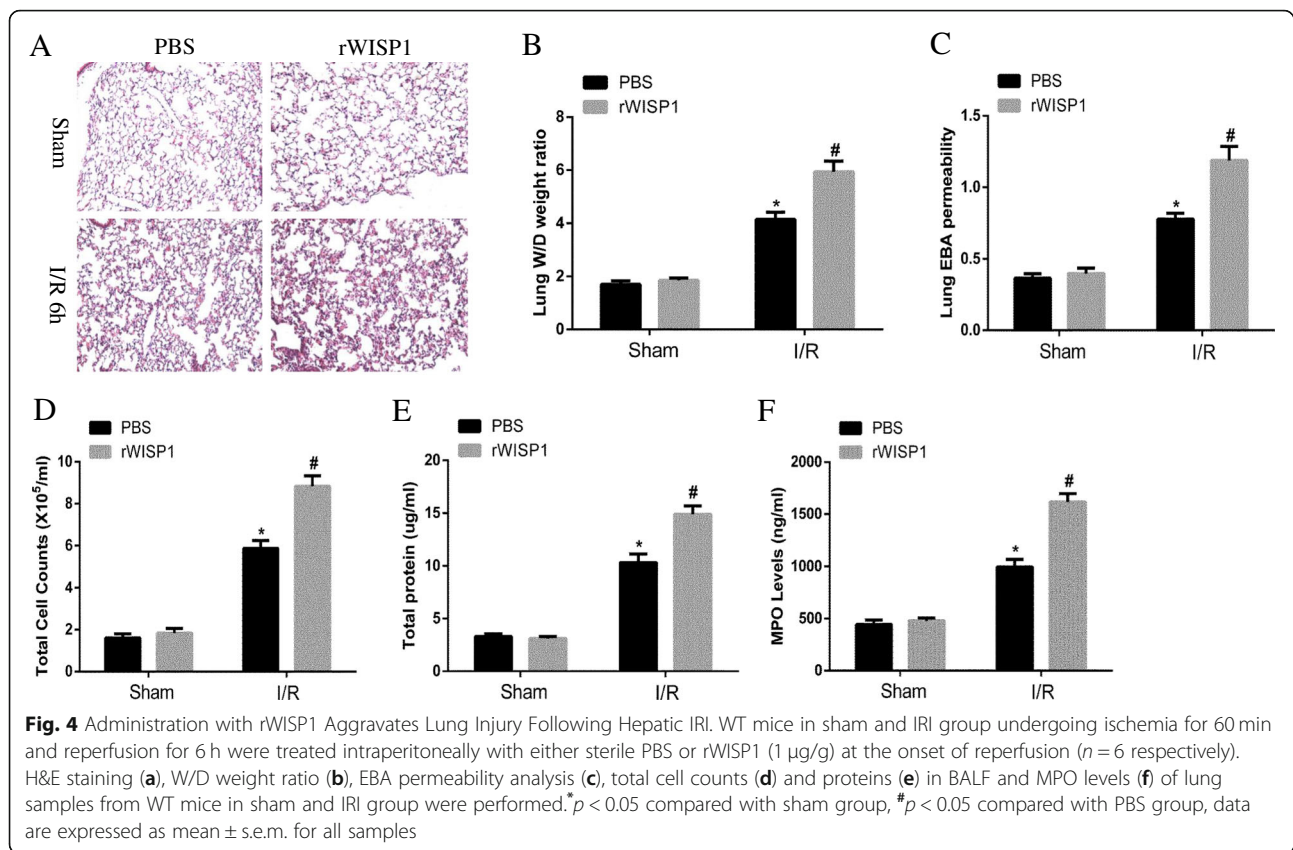 A
PBS
rWISP1
Sham
I/R 6h
B
PBS
rWISP1
Lung W/D weight ratio
8
6
4
2
0
*
#
Sham
I/R
C
PBS
rWISP1
Lung EBA permeability
1.5
1.0
0.5
0.0
*
#
Sham
I/R
D
PBS
rWISP1
Total Cell Counts (X10⁵/ml)
10
8
6
4
2
0
*
#
Sham
I/R
E
PBS
rWISP1
Total protein (ug/ml)
20
15
10
5
0
*
#
Sham
I/R
F
PBS
rWISP1
MPO Levels (ng/ml)
2000
1500
1000
500
0
*
#
Sham
I/R
Fig. 4 Administration with rWISP1 Aggravates Lung Injury Following Hepatic IRI. WT mice in sham and IRI group undergoing ischemia for 60 min
and reperfusion for 6 h were treated intraperitoneally with either sterile PBS or rWISP1 (1 μg/g) at the onset of reperfusion (n = 6 respectively).
H&E staining (a), W/D weight ratio (b), EBA permeability analysis (c), total cell counts (d) and proteins (e) in BALF and MPO levels (f) of lung
samples from WT mice in sham and IRI group were performed.*p < 0.05 compared with sham group, #p < 0.05 compared with PBS group, data
are expressed as mean ± s.e.m. for all samples